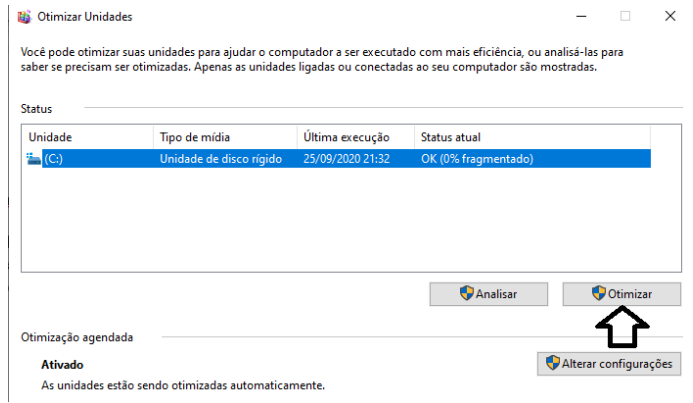 Otimizar Unidades
Você pode otimizar suas unidades para ajudar o computador a ser executado com mais eficiência, ou analisá-las para
saber se precisam ser otimizadas. Apenas as unidades ligadas ou conectadas ao seu computador são mostradas.
Status
Unidade Tipo de mídia Última execução Status atual
(C:) Unidade de disco rígido 25/09/2020 21:32 OK (0% fragmentado)
Analisar Otimizar
Otimização agendada
Ativado Alterar configurações
As unidades estão sendo otimizadas automaticamente.